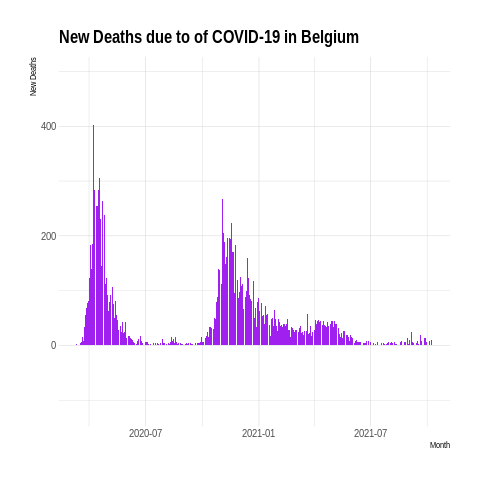 New Deaths due to of COVID-19 in Belgium
New Deaths
400
200
0
2020-07
2021-01
2021-07
Month